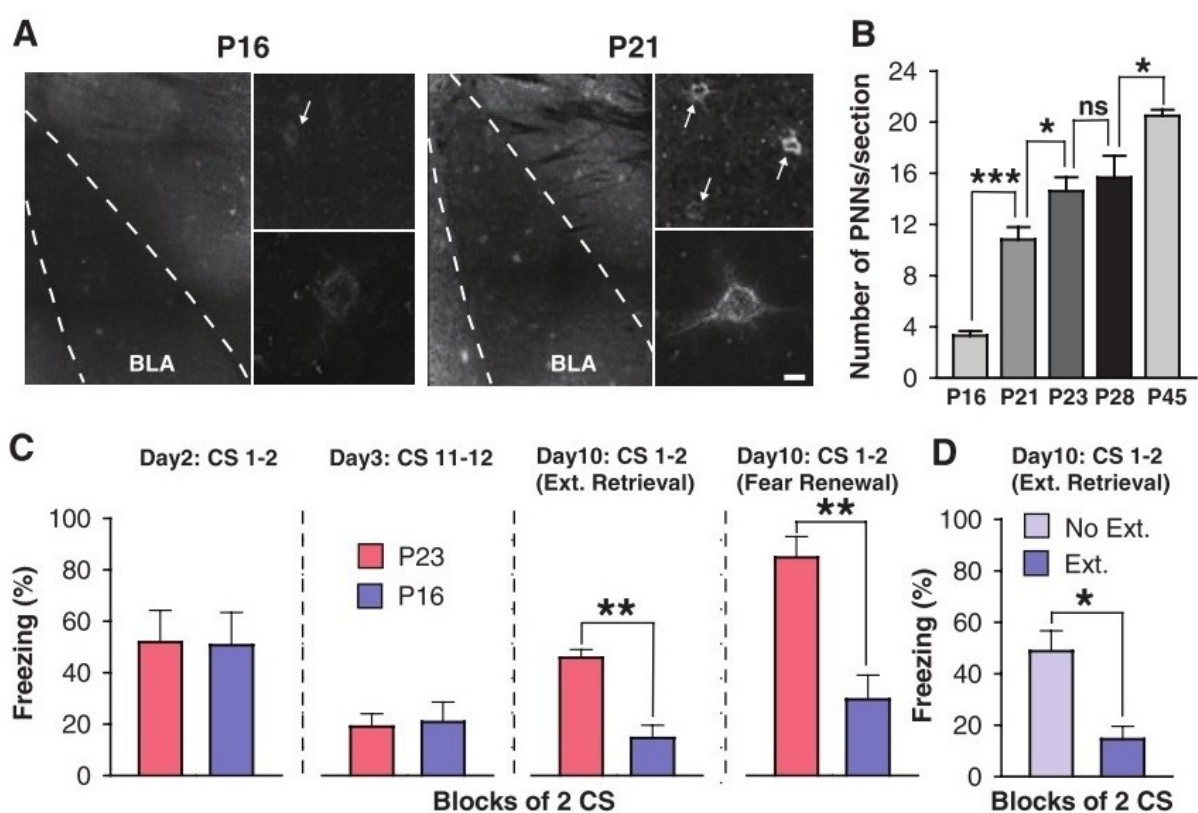 A
P16
P21
BLA
BLA
B
Number of PNNs/section
24
20
16
12
8
4
0
***
*
ns
*
P16 P21 P23 P28 P45
C
Day2: CS 1-2
Day3: CS 11-12
Day10: CS 1-2
(Ext. Retrieval)
Day10: CS 1-2
(Fear Renewal)
Freezing (%)
100
80
60
40
20
0
P23
P16
**
**
Blocks of 2 CS
D
Day10: CS 1-2
(Ext. Retrieval)
Freezing (%)
100
80
60
40
20
0
No Ext.
Ext.
*
Blocks of 2 CS